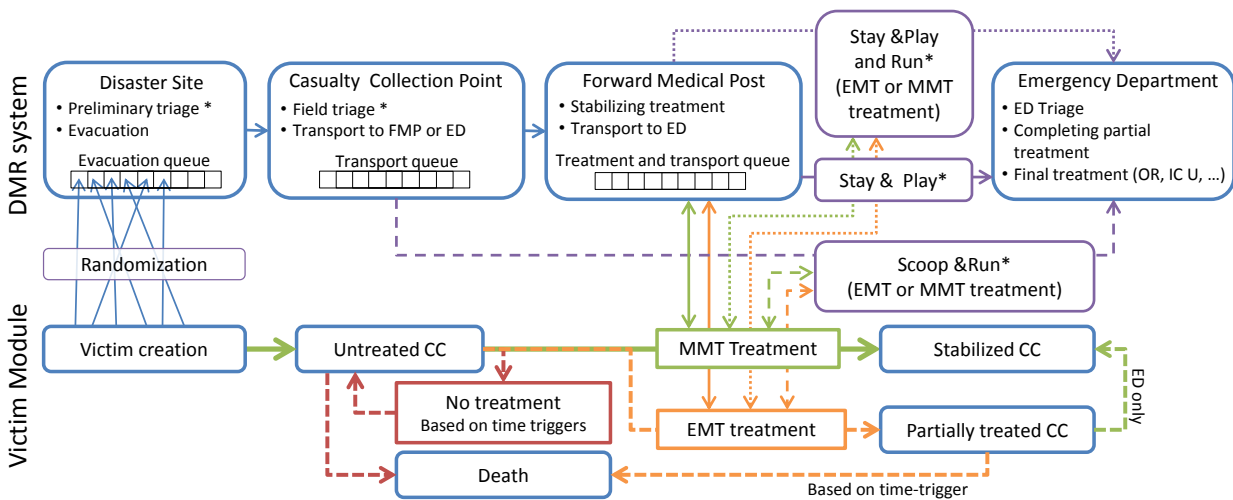 DMR system
Disaster Site
• Preliminary triage *
• Evacuation
Evacuation queue
Casualty Collection Point
• Field triage *
• Transport to FMP or ED
Transport queue
Forward Medical Post
• Stabilizing treatment
• Transport to ED
Treatment and transport queue
Stay &Play
and Run*
(EMT or MMT
treatment)
Stay & Play*
Emergency Department
• ED Triage
• Completing partial
treatment
• Final treatment (OR, IC U, ...)
Randomization
Scoop &Run*
(EMT or MMT treatment)
Victim Module
Victim creation
Untreated CC
MMT Treatment
Stabilized CC
No treatment
Based on time triggers
EMT treatment
Partially treated CC
ED only
Death
Based on time-trigger